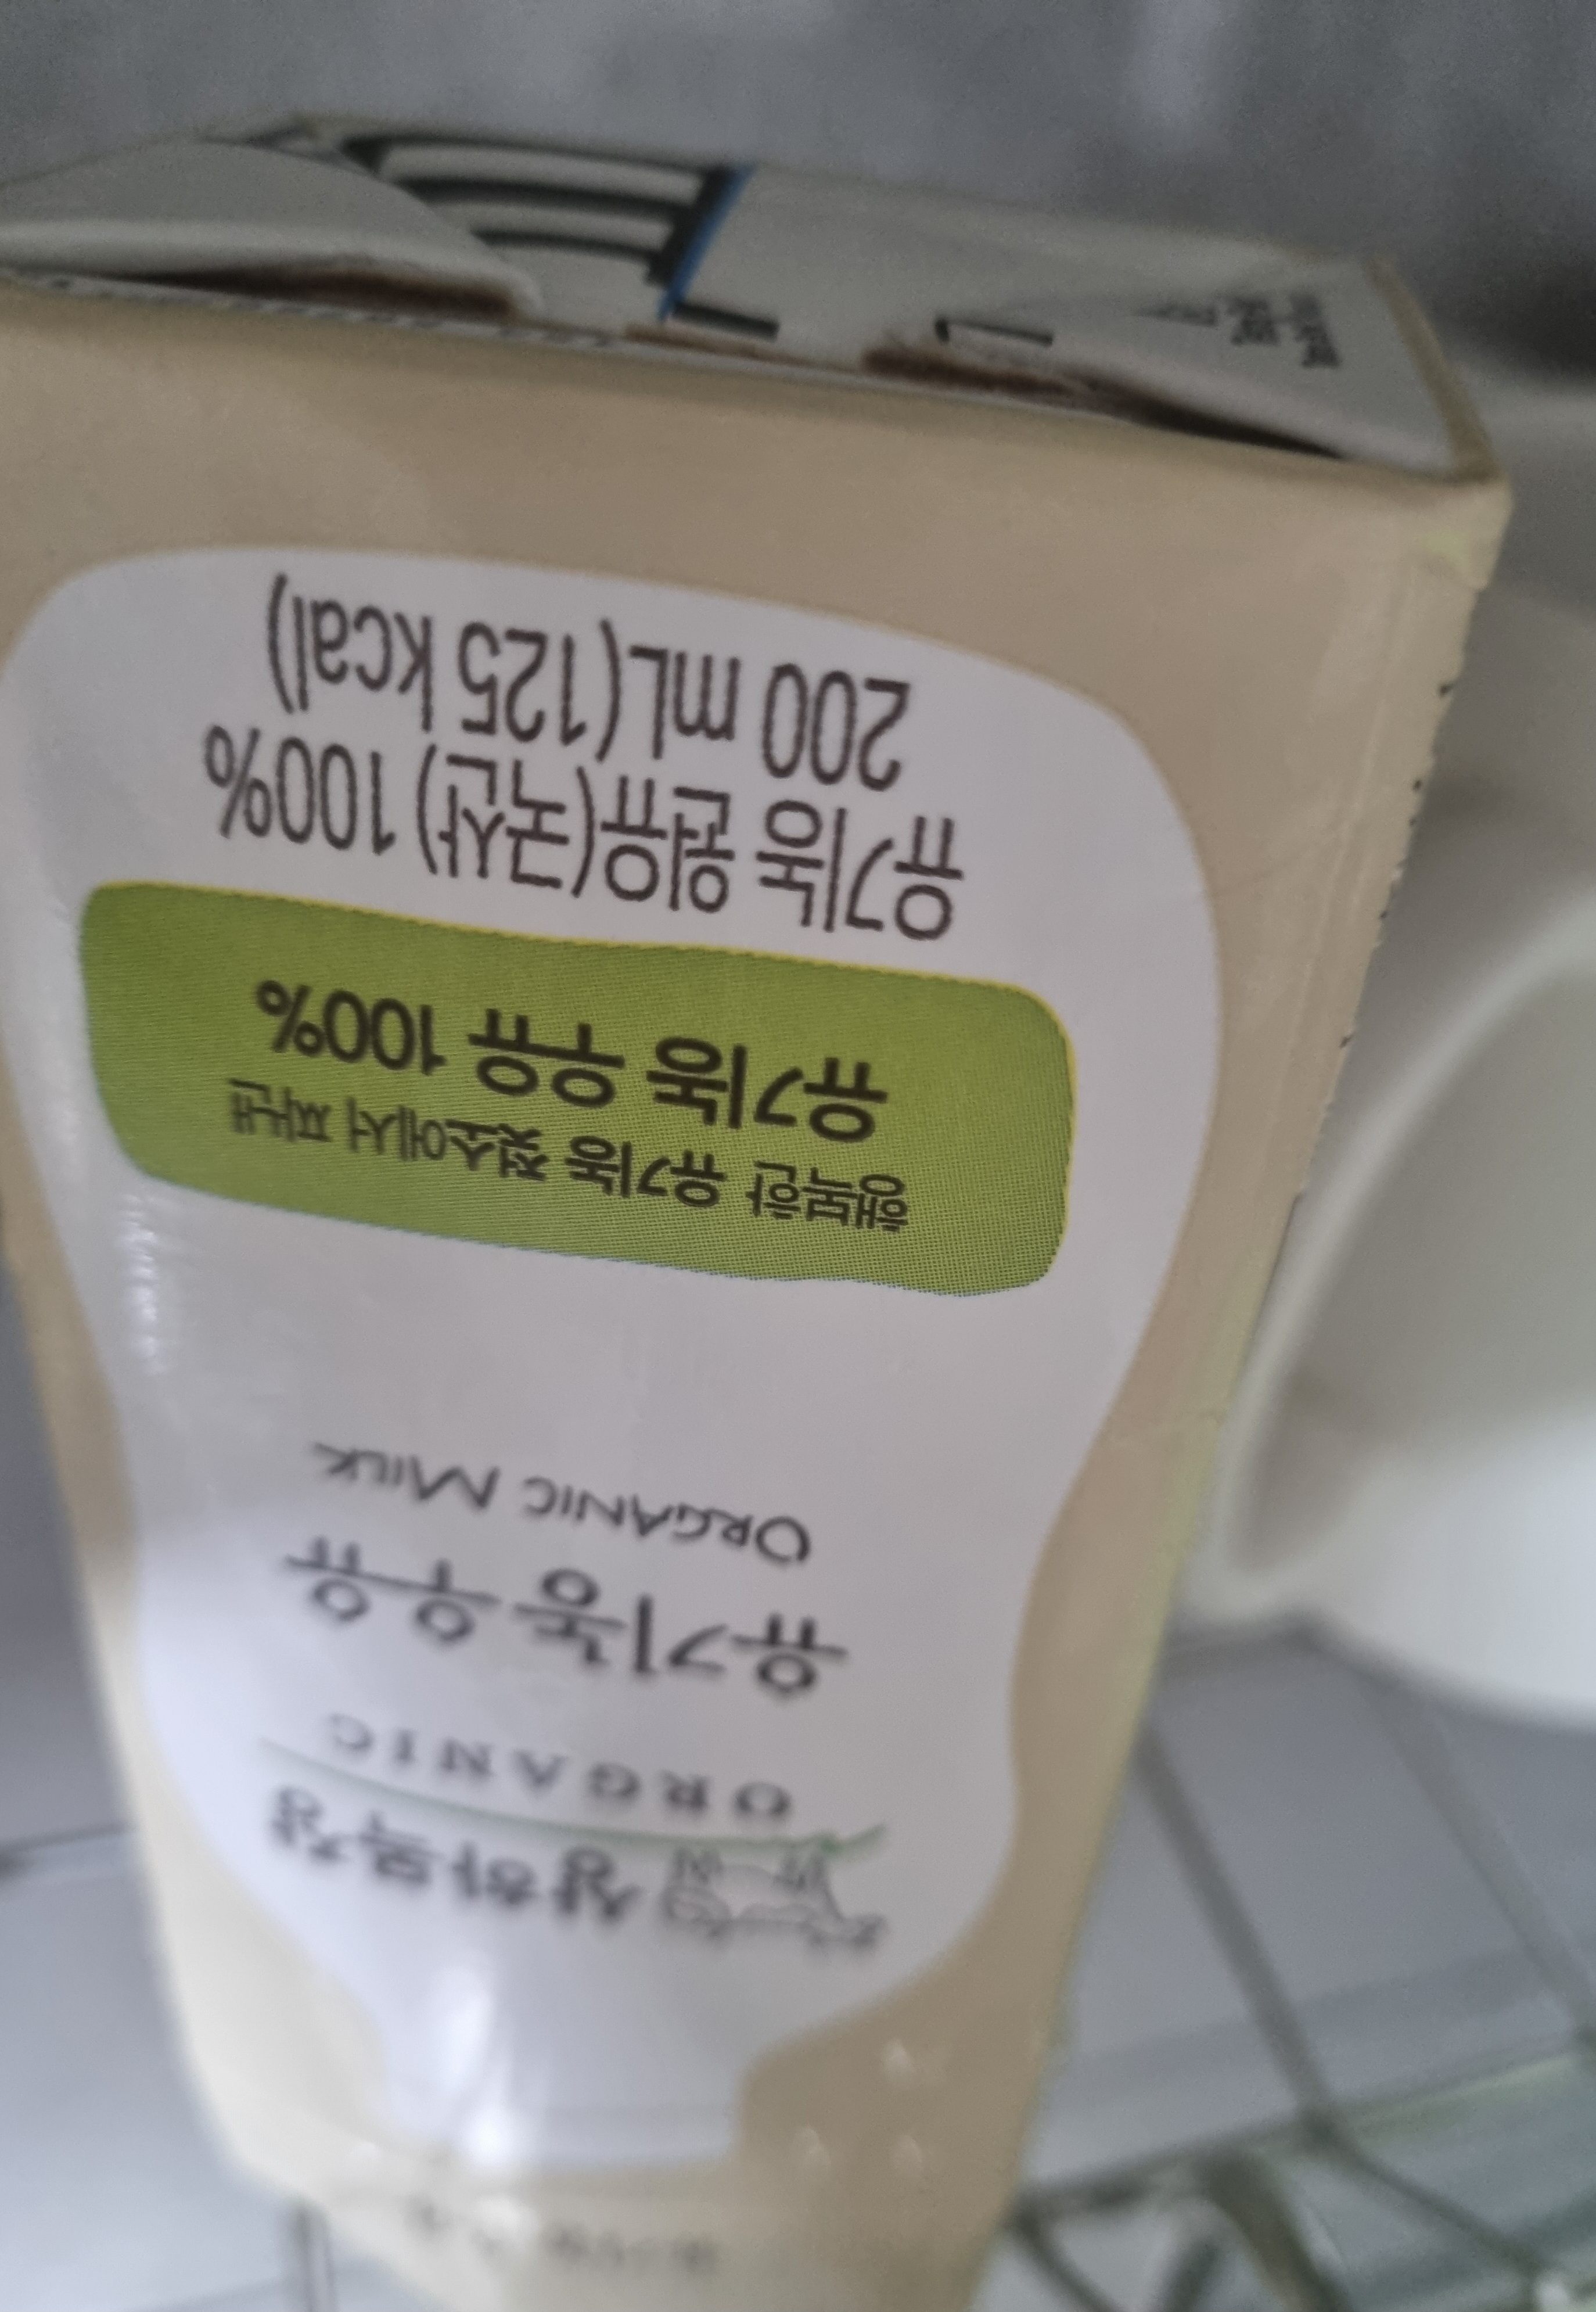 상하목장
ORGANIC
유기농 우유
ORGANIC MILK
행복한 유기농 젖소에서 짜낸
유기농 우유 100%
유기농 원유(국산) 100%
200 mL(125 kcal)